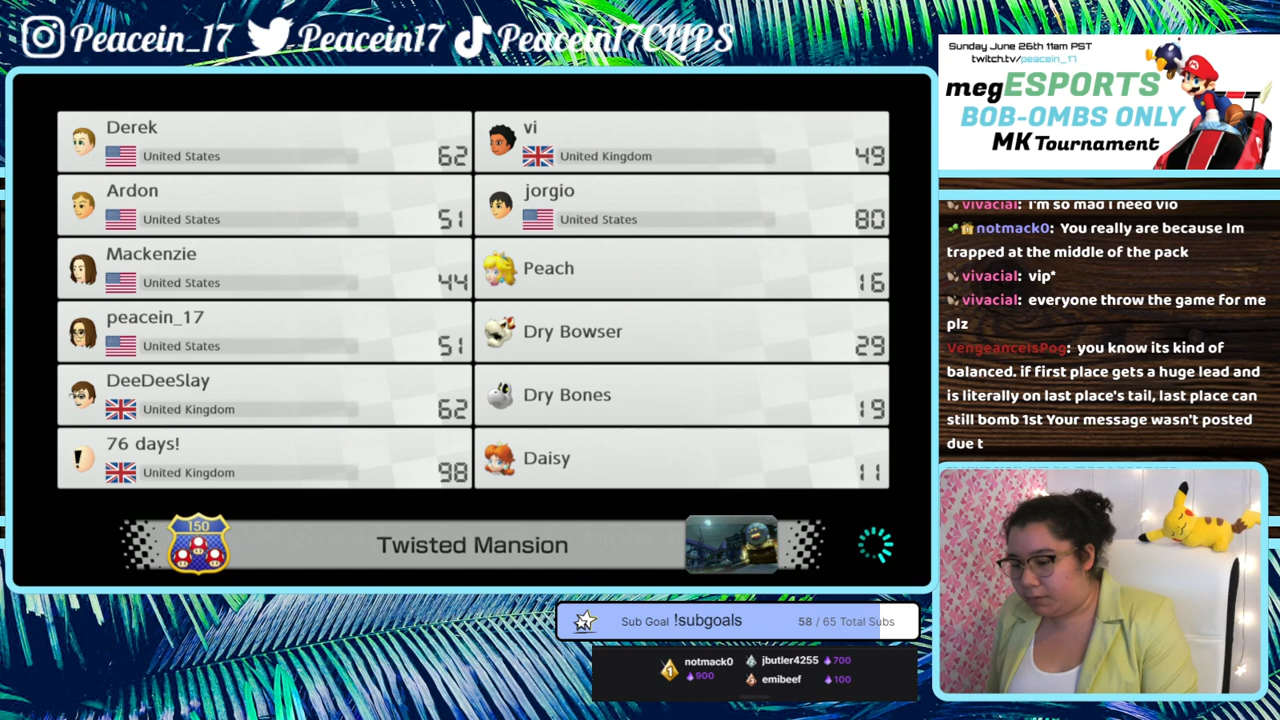 Peacein_17 Peacein17 Peacein17ClIPS
Derek
United States
62
Ardon
United States
51
Mackenzie
United States
44
peacein_17
United States
51
DeeDeeSlay
United Kingdom
62
76 days!
United Kingdom
98
vi
United Kingdom
49
jorgio
United States
80
Peach
16
Dry Bowser
29
Dry Bones
19
Daisy
11
150
Twisted Mansion
Sunday June 26th 11am PST
twitch.tv/peacein_17
megESPORTS
BOB-OMBS ONLY
MK Tournament
vivacial: I'm so mad I need vio
notmack0: You really are because Im
trapped at the middle of the pack
vivacial: vip*
vivacial: everyone throw the game for me
plz
VengeanceIsPog: you know its kind of
balanced. if first place gets a huge lead and
is literally on last place's tail, last place can
still bomb 1st Your message wasn't posted
due t
Sub Goal !subgoals 58 / 65 Total Subs
1 notmack0 900
jbutler4255 700
emibeef 100